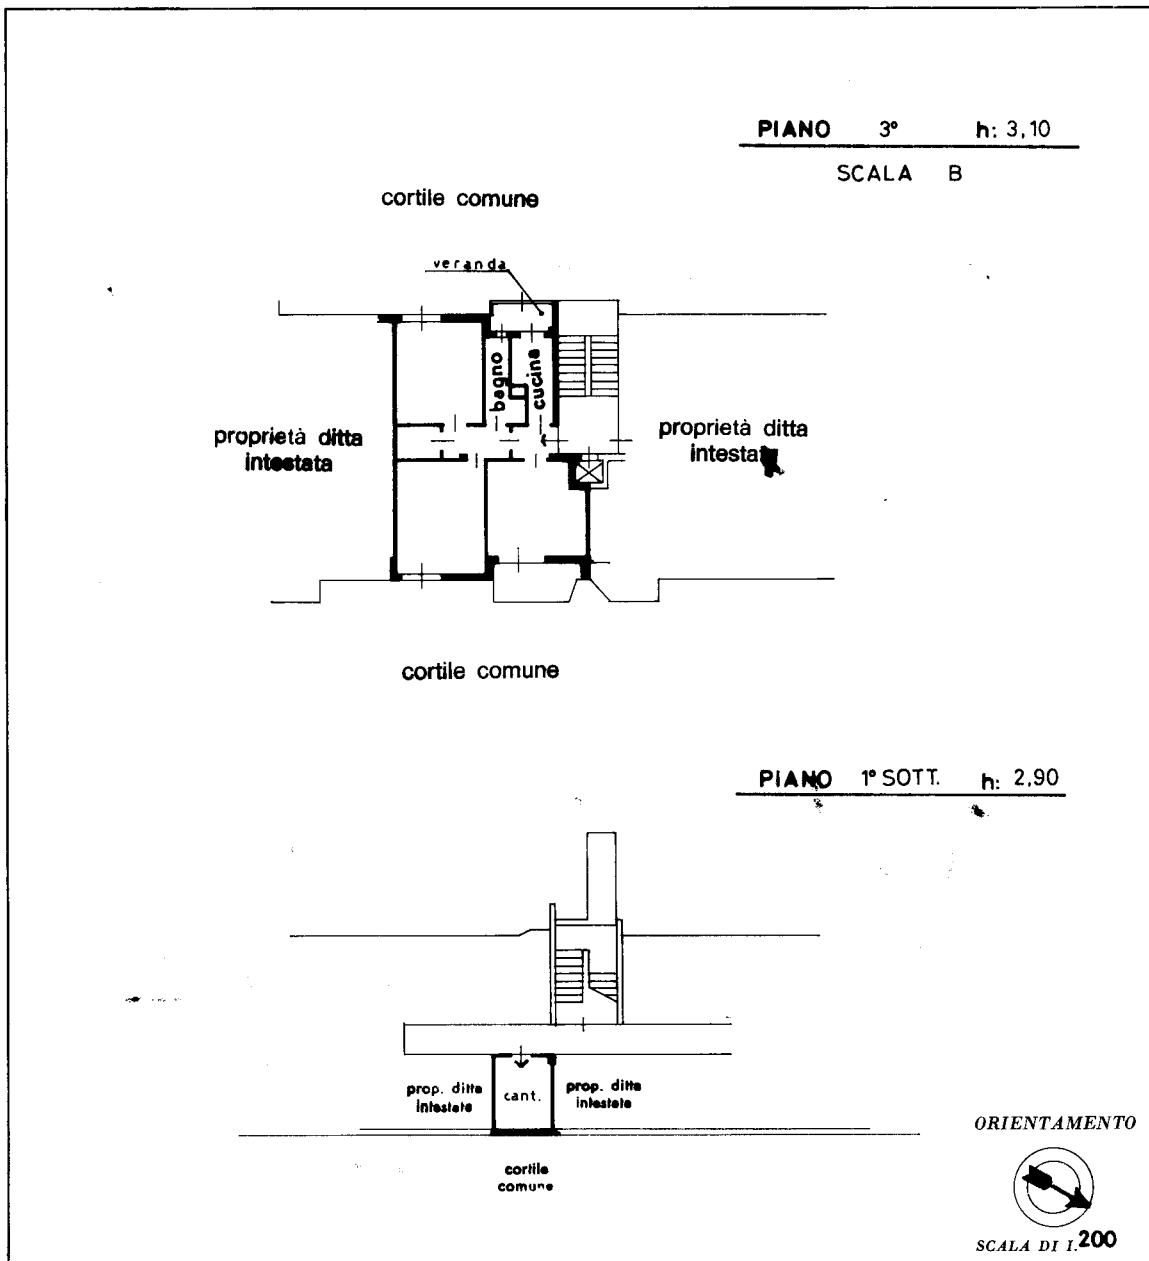 PIANO 3° h: 3,10
SCALA B
cortile comune
veranda
bagno
cucina
proprietà ditta
intestata
proprietà ditta
intestata
cortile comune
PIANO 1° SOTT. h: 2,90
prop. ditta
intestata
cant.
prop. ditta
intestata
cortile
comune
ORIENTAMENTO
SCALA DI 1.200